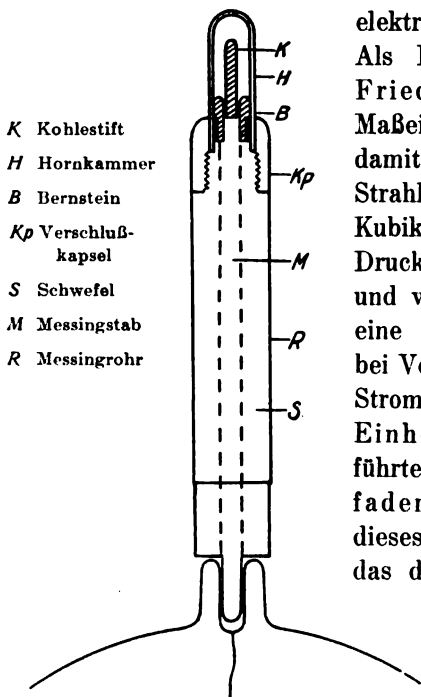 K Kohlestift
H Hornkammer
B Bernstein
Kp Verschluß-
kapsel
S Schwefel
M Messingstab
R Messingrohr
K
H
B
Kp
M
R
S
elektr
Als
Fried
Maßei
damit
Strahl
Kubik
Druck
und v
eine
bei Ve
Strom
Einh
führte
faden
dieses
das d